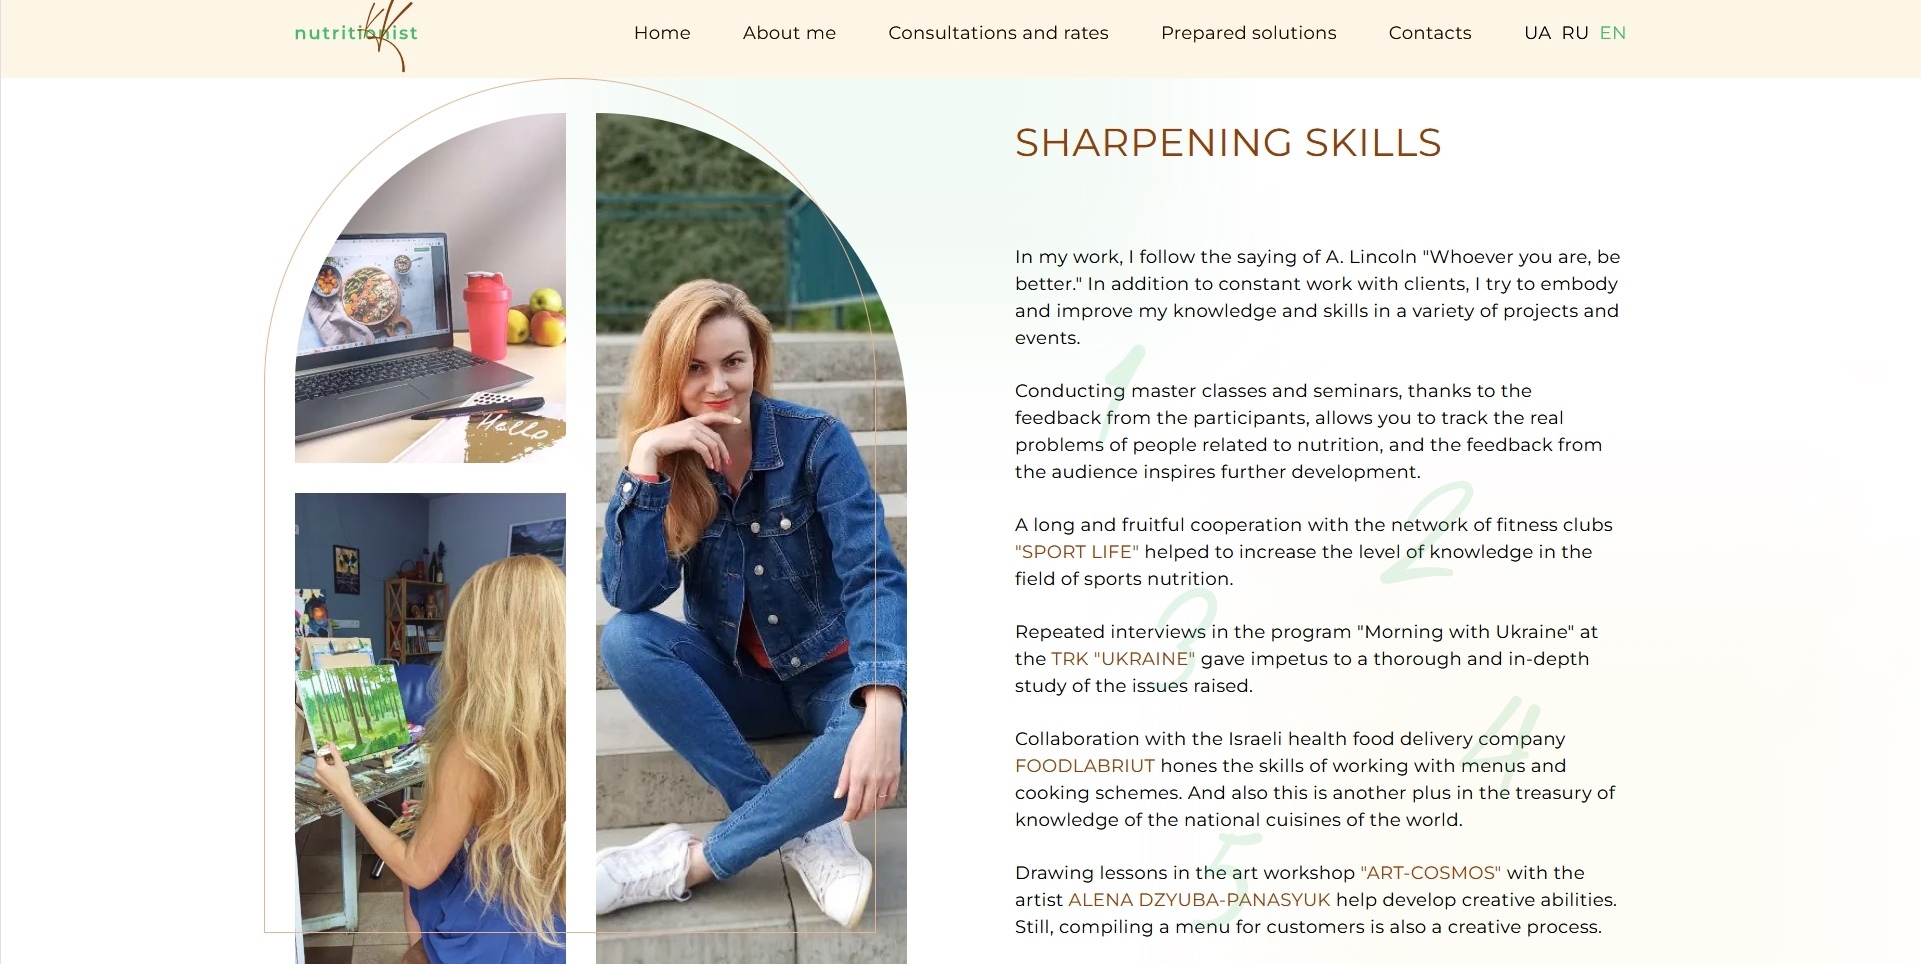 nutritionist
Home About me Consultations and rates Prepared solutions Contacts UA RU EN
SHARPENING SKILLS
In my work, I follow the saying of A. Lincoln "Whoever you are, be
better." In addition to constant work with clients, I try to embody
and improve my knowledge and skills in a variety of projects and
events.
1
Conducting master classes and seminars, thanks to the
feedback from the participants, allows you to track the real
problems of people related to nutrition, and the feedback from
the audience inspires further development.
2
A long and fruitful cooperation with the network of fitness clubs
"SPORT LIFE" helped to increase the level of knowledge in the
field of sports nutrition.
3
Repeated interviews in the program "Morning with Ukraine" at
the TRK "UKRAINE" gave impetus to a thorough and in-depth
study of the issues raised.
4
Collaboration with the Israeli health food delivery company
FOODLABRIUT hones the skills of working with menus and
cooking schemes. And also this is another plus in the treasury of
knowledge of the national cuisines of the world.
5
Drawing lessons in the art workshop "ART-COSMOS" with the
artist ALENA DZYUBA-PANASYUK help develop creative abilities.
Still, compiling a menu for customers is also a creative process.
Hello